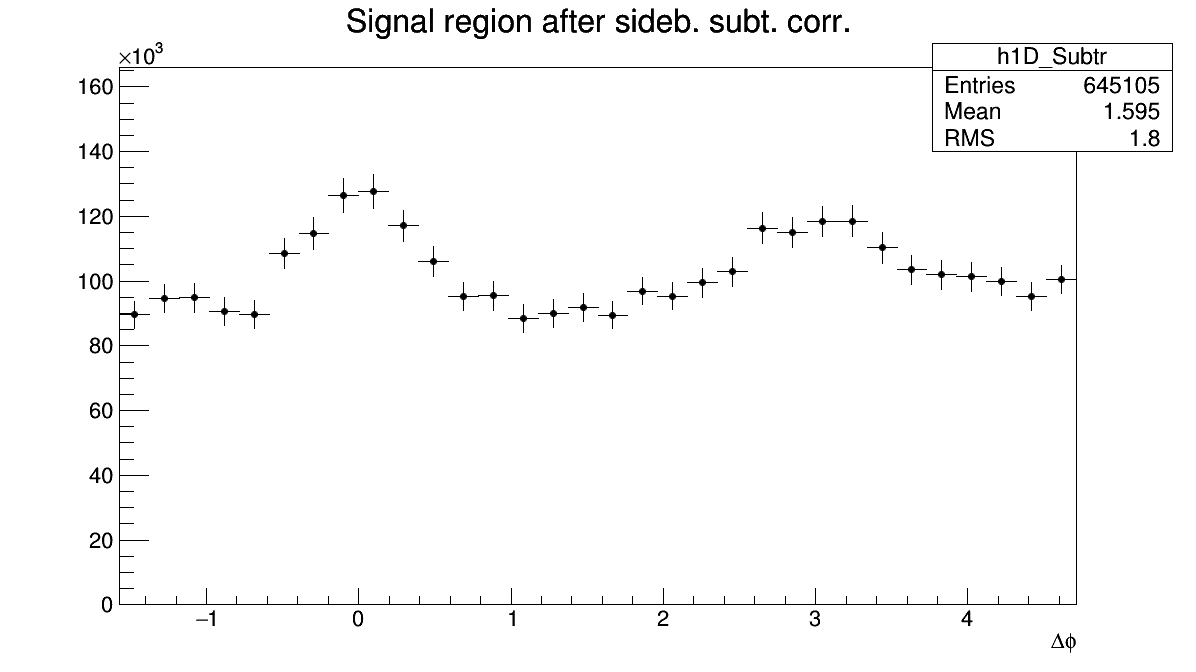 Signal region after sideb. subt. corr.
×10³
h1D_Subtr
Entries 645105
Mean 1.595
RMS 1.8
160
140
120
100
80
60
40
20
0
−1 0 1 2 3 4
Δϕ